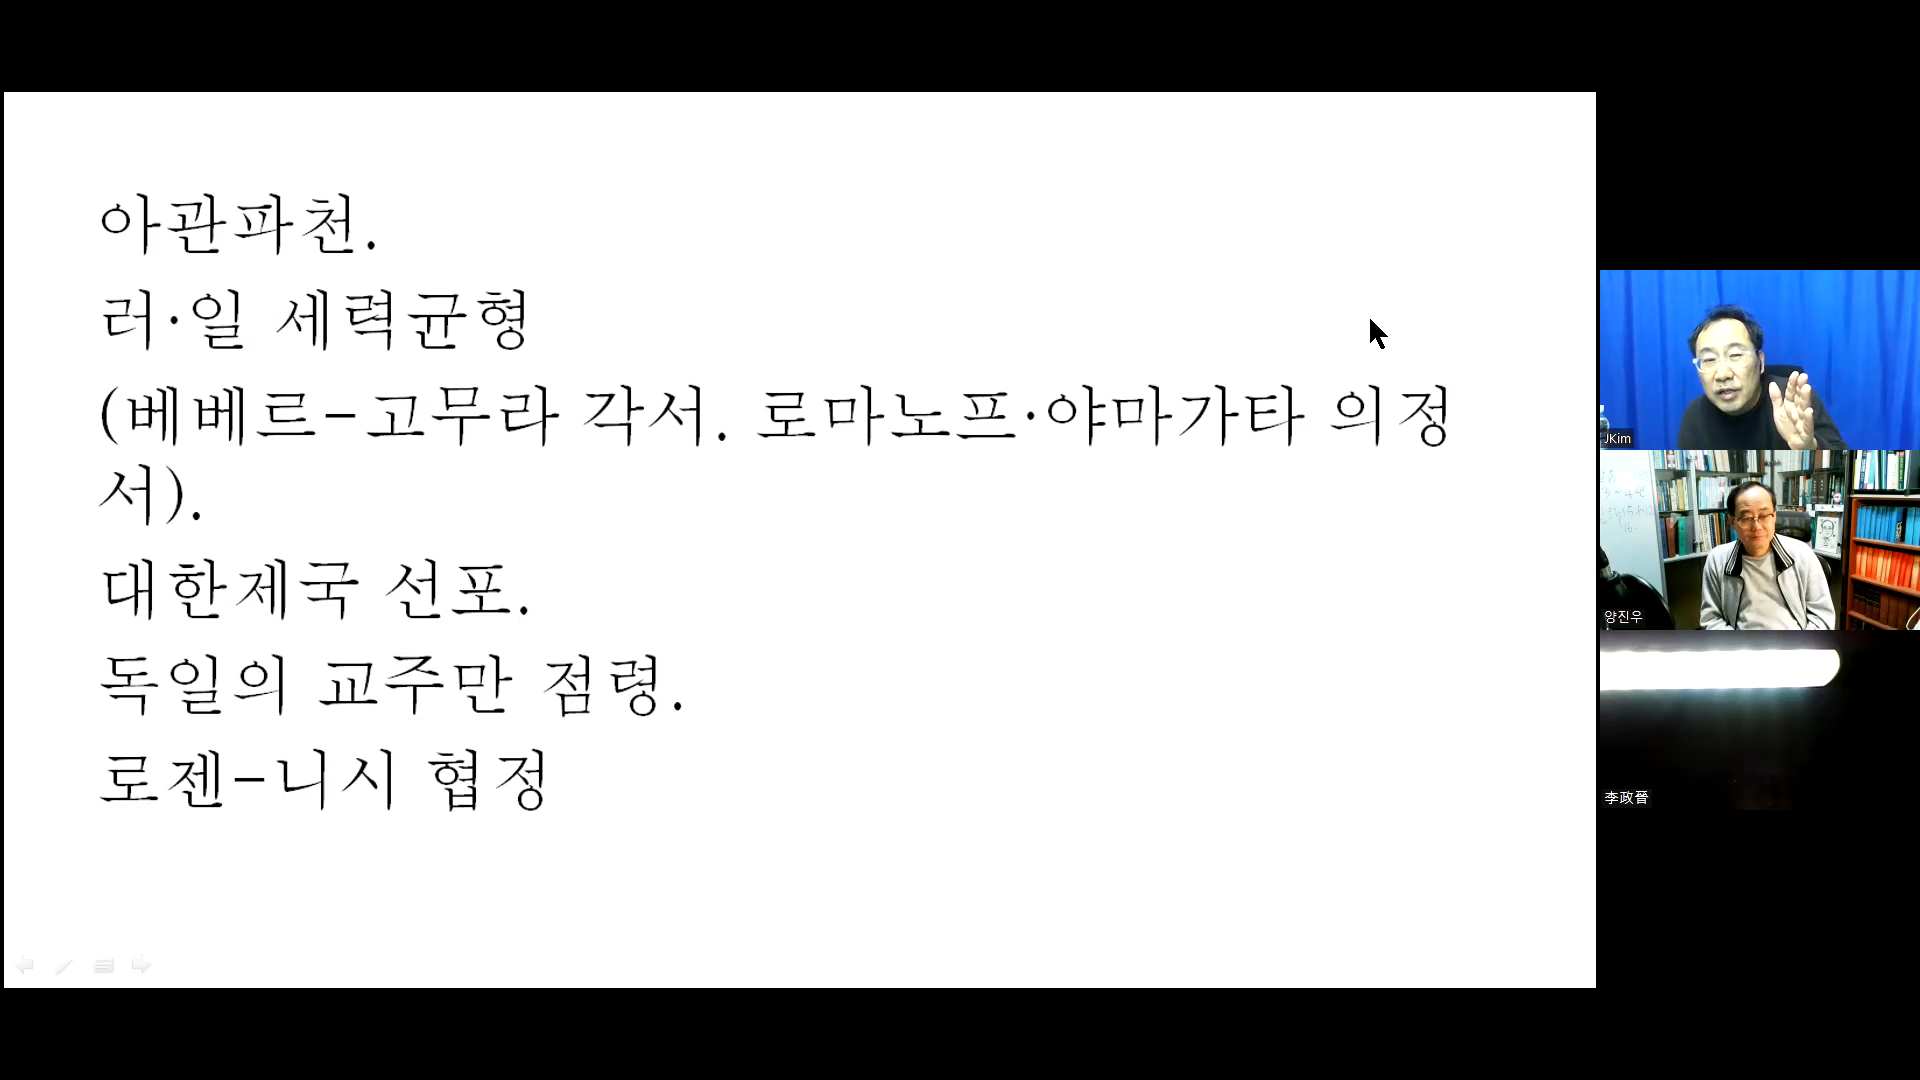 아관파천.
러·일 세력균형
(베베르-고무라 각서. 로마노프·야마가타 의정
서).
대한제국 선포.
독일의 교주만 점령.
로젠-니시 협정
JKim
양진우
李政晉